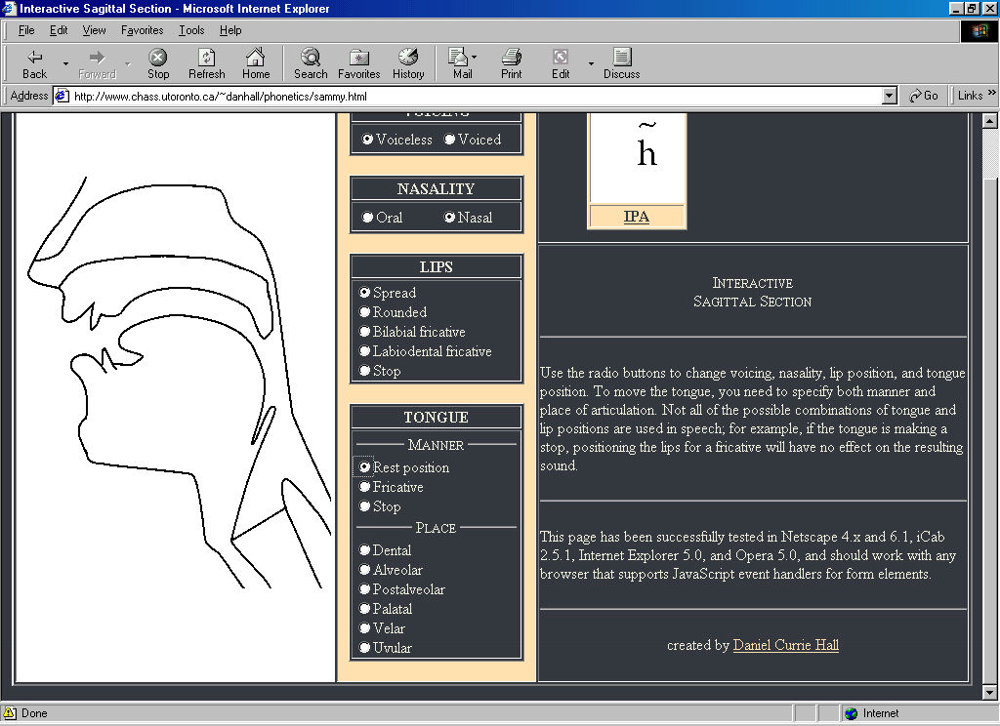 Interactive Sagittal Section - Microsoft Internet Explorer
File Edit View Favorites Tools Help
Back Forward Stop Refresh Home Search Favorites History Mail Print Edit Discuss
Address http://www.chass.utoronto.ca/~danhall/phonetics/sammy.html Go Links »
VOICING
Voiceless Voiced
NASALITY
Oral Nasal
LIPS
Spread
Rounded
Bilabial fricative
Labiodental fricative
Stop
TONGUE
MANNER
Rest position
Fricative
Stop
PLACE
Dental
Alveolar
Postalveolar
Palatal
Velar
Uvular
h̃
IPA
INTERACTIVE
SAGITTAL SECTION
Use the radio buttons to change voicing, nasality, lip position, and tongue
position. To move the tongue, you need to specify both manner and
place of articulation. Not all of the possible combinations of tongue and
lip positions are used in speech; for example, if the tongue is making a
stop, positioning the lips for a fricative will have no effect on the resulting
sound.
This page has been successfully tested in Netscape 4.x and 6.1, iCab
2.5.1, Internet Explorer 5.0, and Opera 5.0, and should work with any
browser that supports JavaScript event handlers for form elements.
created by Daniel Currie Hall
Done Internet